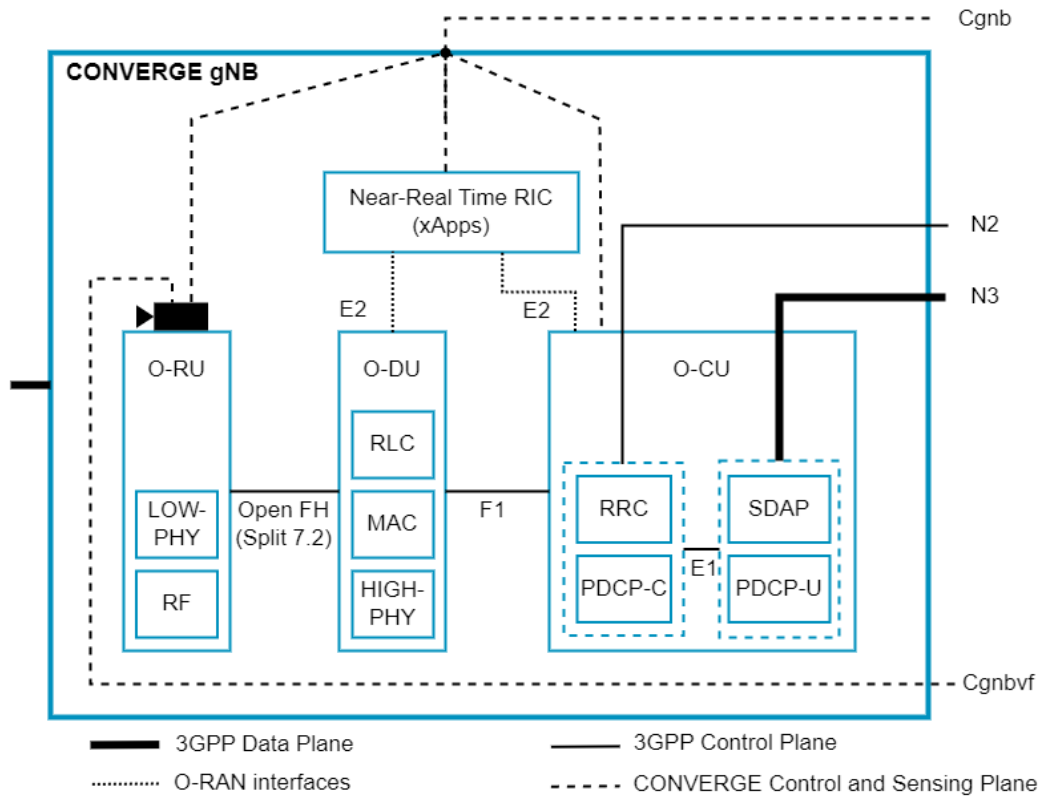 Cgnb
CONVERGE gNB
Near-Real Time RIC
(xApps)
N2
N3
E2
E2
O-RU
O-DU
O-CU
RLC
LOW-
PHY
Open FH
(Split 7.2)
MAC
F1
RRC
SDAP
E1
RF
HIGH-
PHY
PDCP-C
PDCP-U
Cgnbvf
3GPP Data Plane
3GPP Control Plane
O-RAN interfaces
CONVERGE Control and Sensing Plane